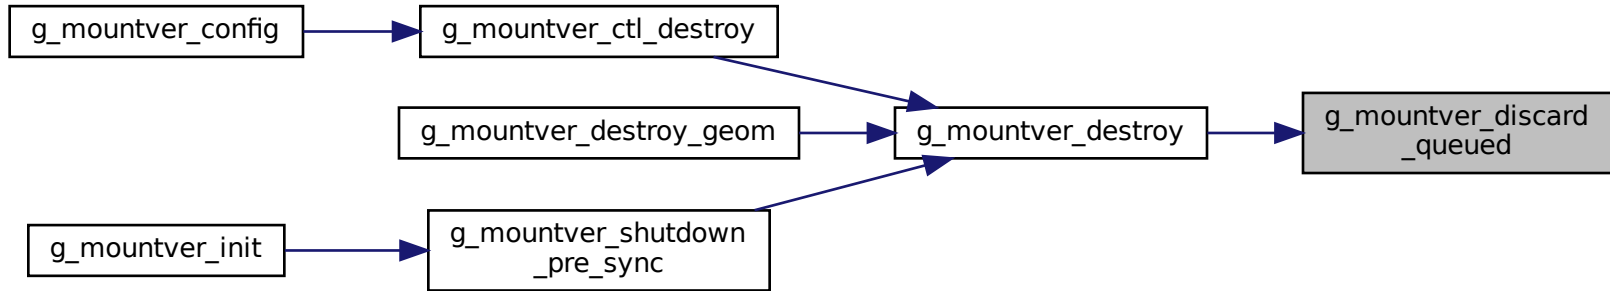 g_mountver_config
g_mountver_ctl_destroy
g_mountver_destroy_geom
g_mountver_destroy
g_mountver_discard
_queued
g_mountver_init
g_mountver_shutdown
_pre_sync